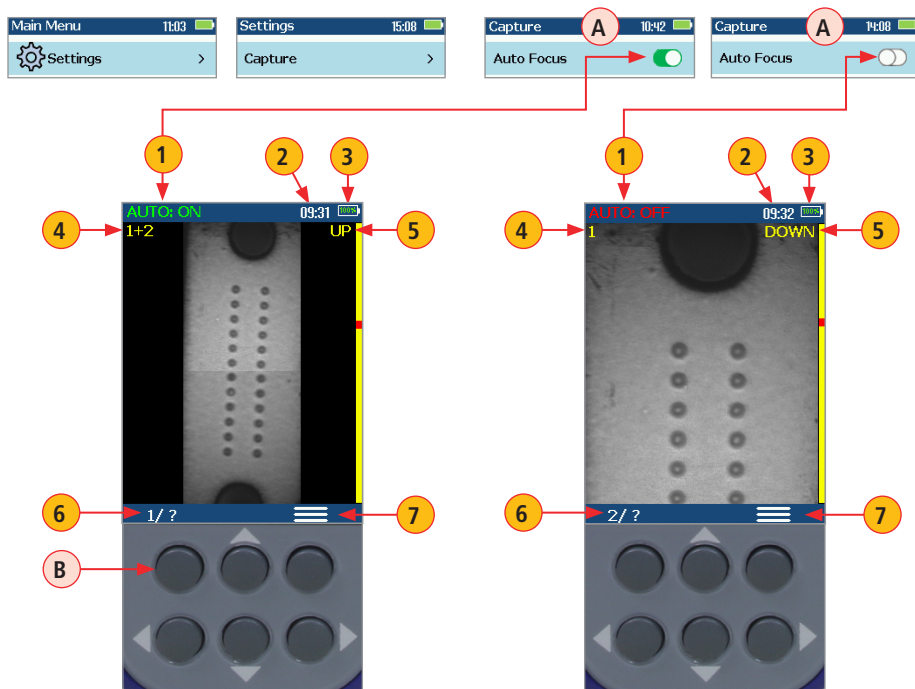 Main Menu 11:03
Settings >
Settings 15:08
Capture >
Capture A 10:42
Auto Focus
Capture A 14:08
Auto Focus
1 2 3
1 2 3
AUTO: ON 09:31 100%
4 1+2 UP 5
AUTO: OFF 09:32 100%
4 1 DOWN 5
6 1/ ? 7
6 2/ ? 7
B